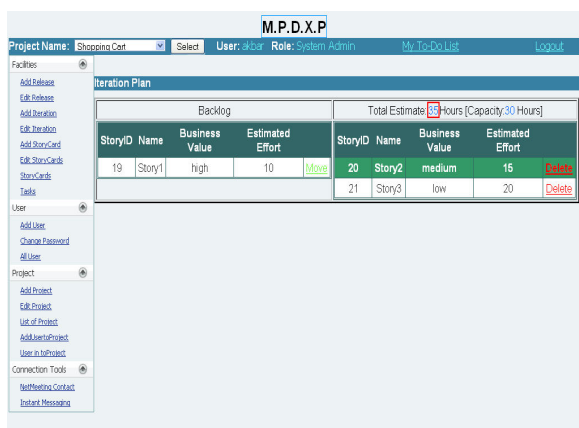 M.P.D.X.P
Project Name: Shopping Cart Select User: akbar Role: System Admin My To-Do List Logout
Facilities
Add Release
Edit Release
Add Iteration
Edit Iteration
Add StoryCard
Edit StoryCards
StoryCards
Tasks
User
Add User
Change Password
All User
Project
Add Project
Edit Project
List of Project
AddUsertoProject
User in toProject
Connection Tools
NetMeeting Contact
Instant Messaging
Iteration Plan
Backlog
StoryID Name Business Value Estimated Effort
19 Story1 high 10 Move
Total Estimate:35Hours [Capacity:30 Hours]
StoryID Name Business Value Estimated Effort
20 Story2 medium 15 Delete
21 Story3 low 20 Delete